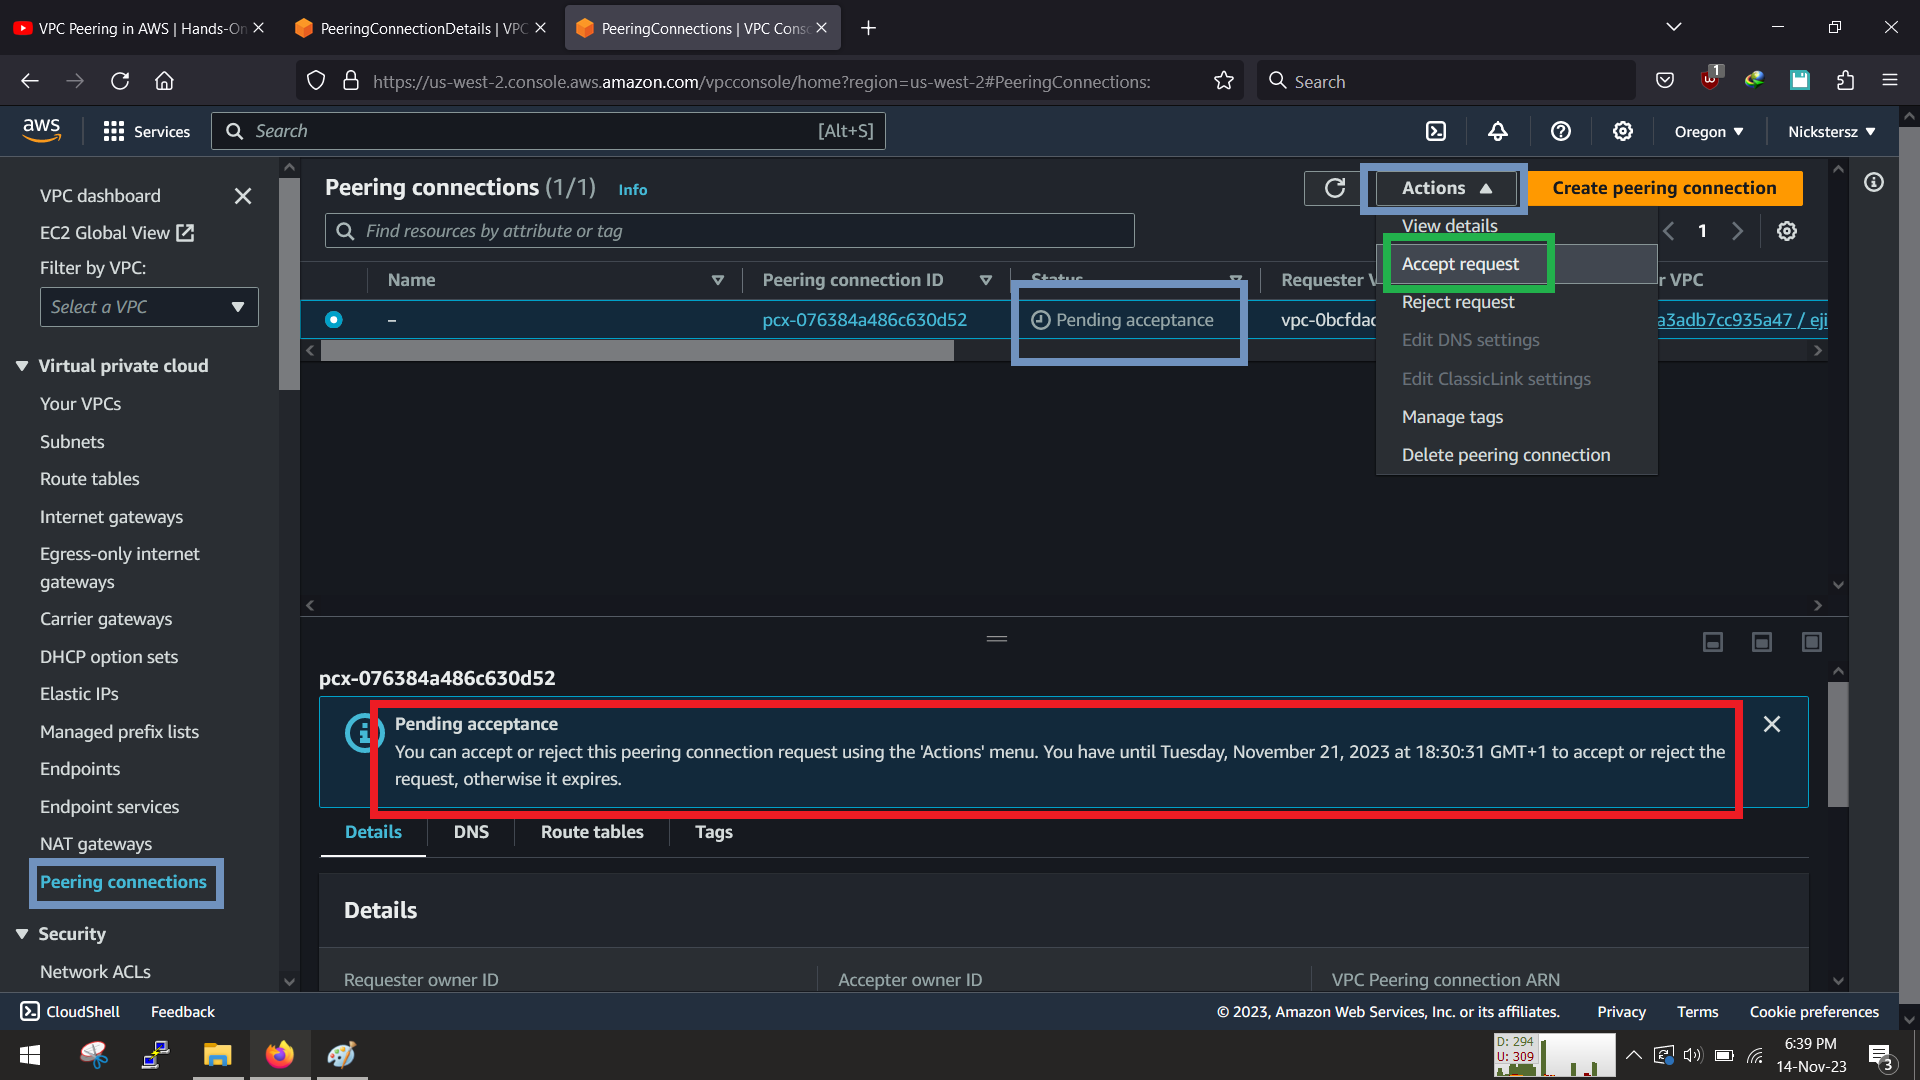 VPC Peering in AWS | Hands-On
PeeringConnectionDetails | VPC
PeeringConnections | VPC Conso
https://us-west-2.console.aws.amazon.com/vpcconsole/home?region=us-west-2#PeeringConnections:
Search
1
aws
Services
Search
[Alt+S]
Oregon
Nickstersz
VPC dashboard
EC2 Global View
Filter by VPC:
Select a VPC
Virtual private cloud
Your VPCs
Subnets
Route tables
Internet gateways
Egress-only internet
gateways
Carrier gateways
DHCP option sets
Elastic IPs
Managed prefix lists
Endpoints
Endpoint services
NAT gateways
Peering connections
Security
Network ACLs
Peering connections (1/1) Info
Actions
Create peering connection
Find resources by attribute or tag
1
View details
Accept request
Reject request
Edit DNS settings
Edit ClassicLink settings
Manage tags
Delete peering connection
Name
Peering connection ID
Status
Requester V
r VPC
–
pcx-076384a486c630d52
Pending acceptance
vpc-0bcfdac
a3adb7cc935a47 / eji
pcx-076384a486c630d52
Pending acceptance
You can accept or reject this peering connection request using the 'Actions' menu. You have until Tuesday, November 21, 2023 at 18:30:31 GMT+1 to accept or reject the
request, otherwise it expires.
Details
DNS
Route tables
Tags
Details
Requester owner ID
Accepter owner ID
VPC Peering connection ARN
CloudShell
Feedback
© 2023, Amazon Web Services, Inc. or its affiliates.
Privacy
Terms
Cookie preferences
D: 294
U: 309
6:39 PM
14-Nov-23
3